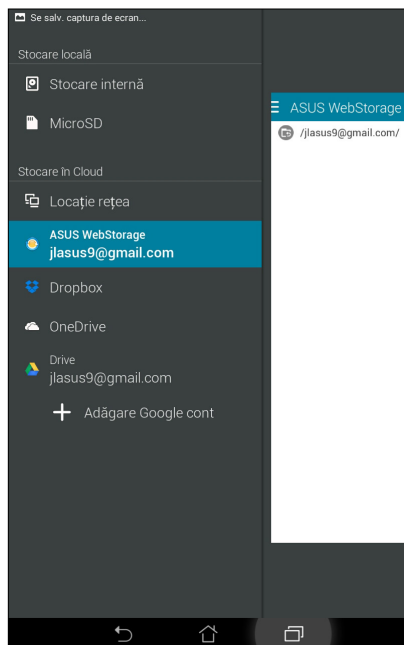 Se salv. captura de ecran...
Stocare locală
Stocare internă
MicroSD
Stocare în Cloud
Locație rețea
ASUS WebStorage
jlasus9@gmail.com
Dropbox
OneDrive
Drive
jlasus9@gmail.com
Adăgare Google cont
ASUS WebStorage
/jlasus9@gmail.com/